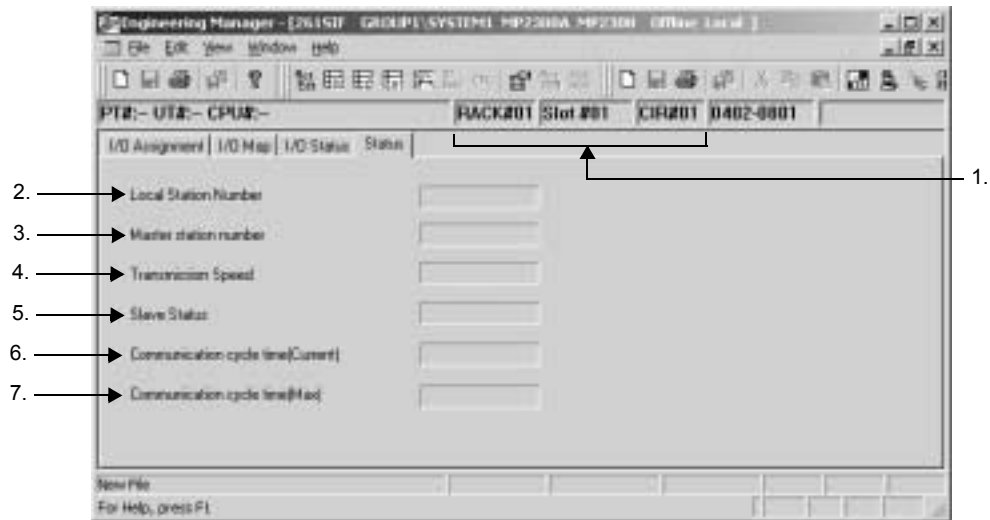 Engineering Manager - [261SIF GROUP1\SYSTEM1 MP2300A MP2300 Offline Local ]
File Edit View Window Help
PT#:- UT#:- CPU#:- RACK#01 Slot #01 CIR#01 0402-0801
I/O Assignment I/O Map I/O Status Status
1.
2. Local Station Number
3. Master station number
4. Transmission Speed
5. Slave Status
6. Communication cycle time(Current)
7. Communication cycle time(Max)
New File
For Help, press F1